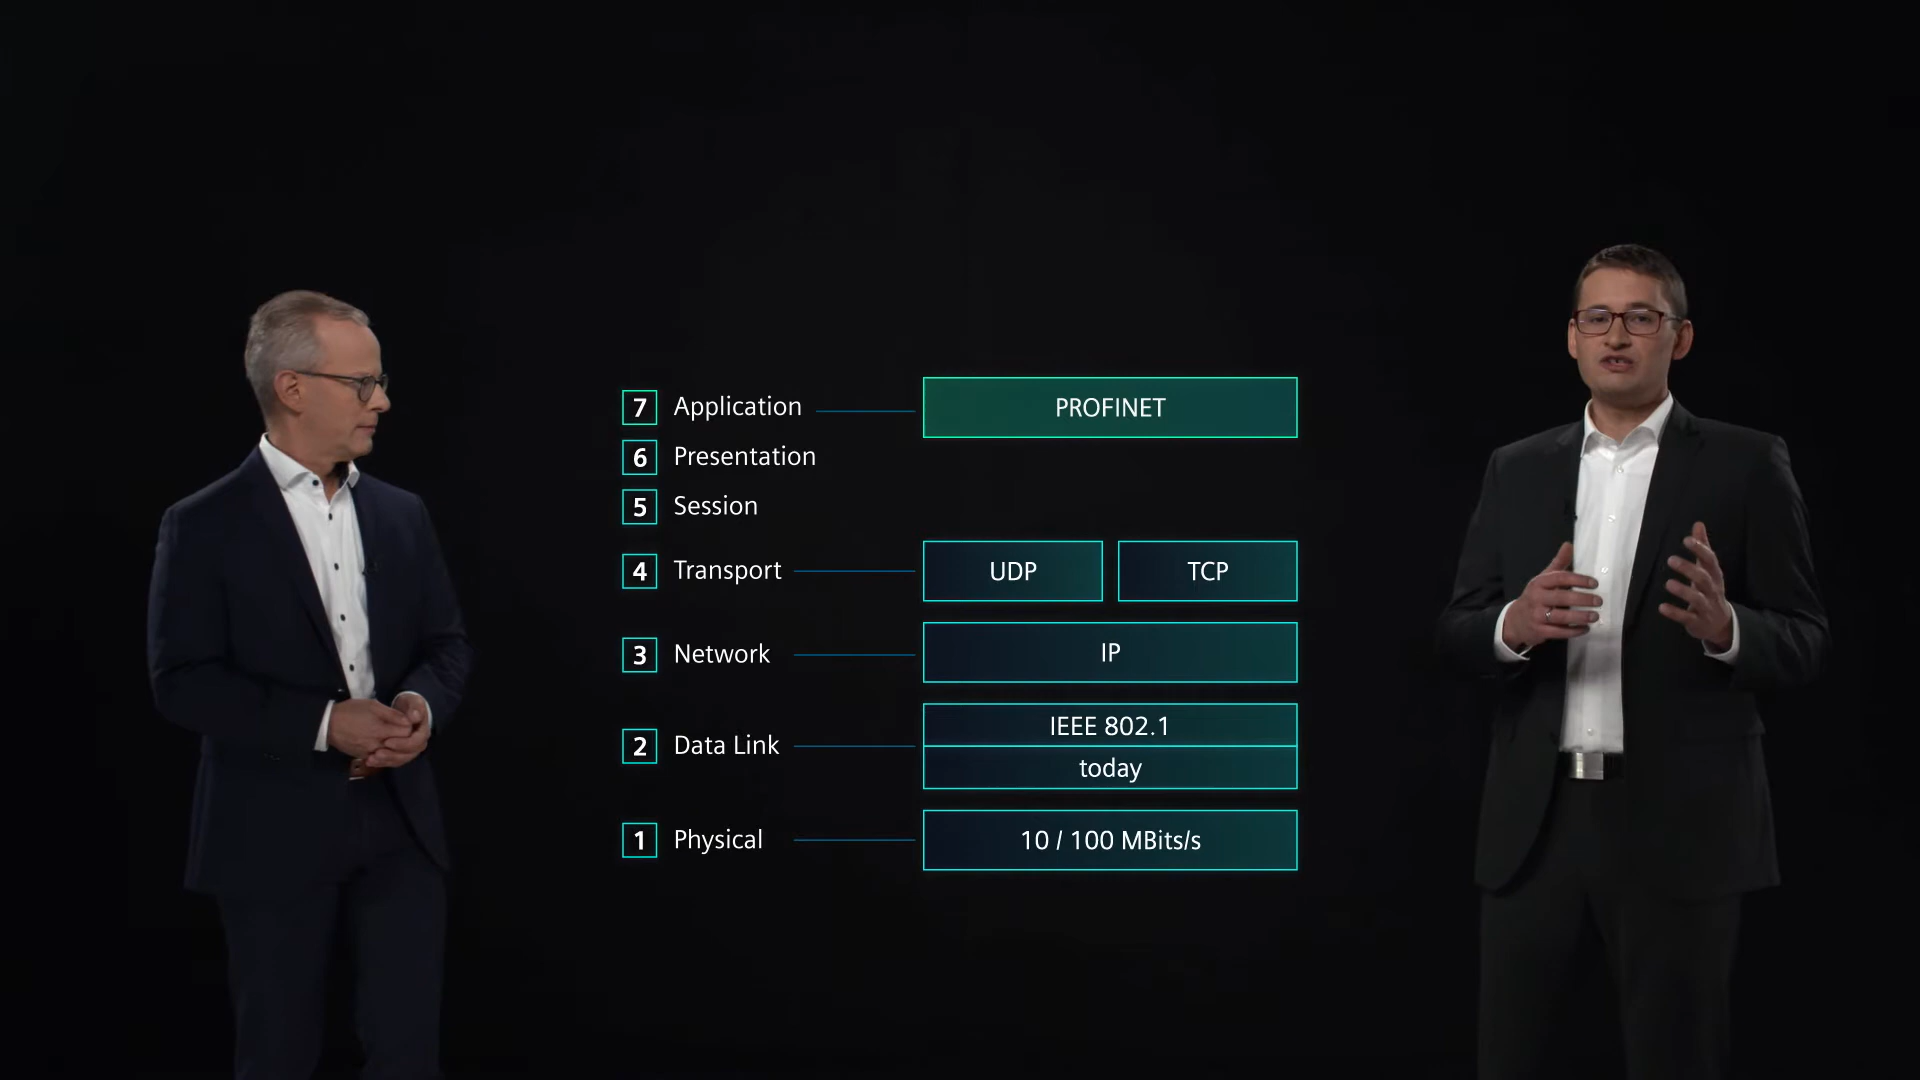 7 Application PROFINET
6 Presentation
5 Session
4 Transport UDP TCP
3 Network IP
2 Data Link IEEE 802.1
today
1 Physical 10 / 100 MBits/s